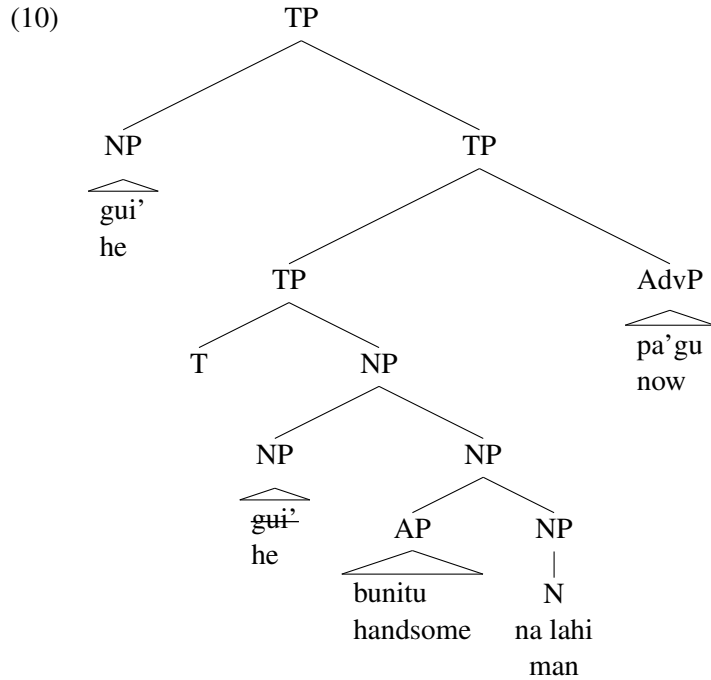 (10) TP
NP TP
gui'
he
TP AdvP
pa'gu
now
T NP
NP NP
gui'
he
AP NP
bunitu N
handsome na lahi
man